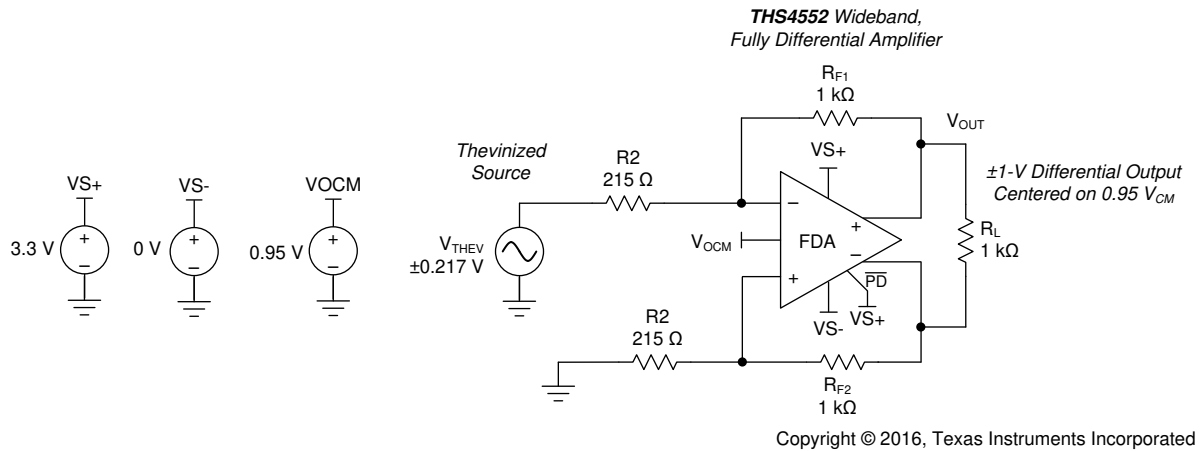 THS4552 Wideband,
Fully Differential Amplifier
RF1
1 kΩ
VOUT
Thevinized
Source
R2
215 Ω
VS+
±1-V Differential Output
Centered on 0.95 VCM
VS+
VS-
VOCM
3.3 V
+
−
0 V
+
−
0.95 V
+
−
VTHEV
±0.217 V
VOCM
−
+
FDA
+
−
PD
RL
1 kΩ
VS-
VS+
R2
215 Ω
RF2
1 kΩ
Copyright © 2016, Texas Instruments Incorporated